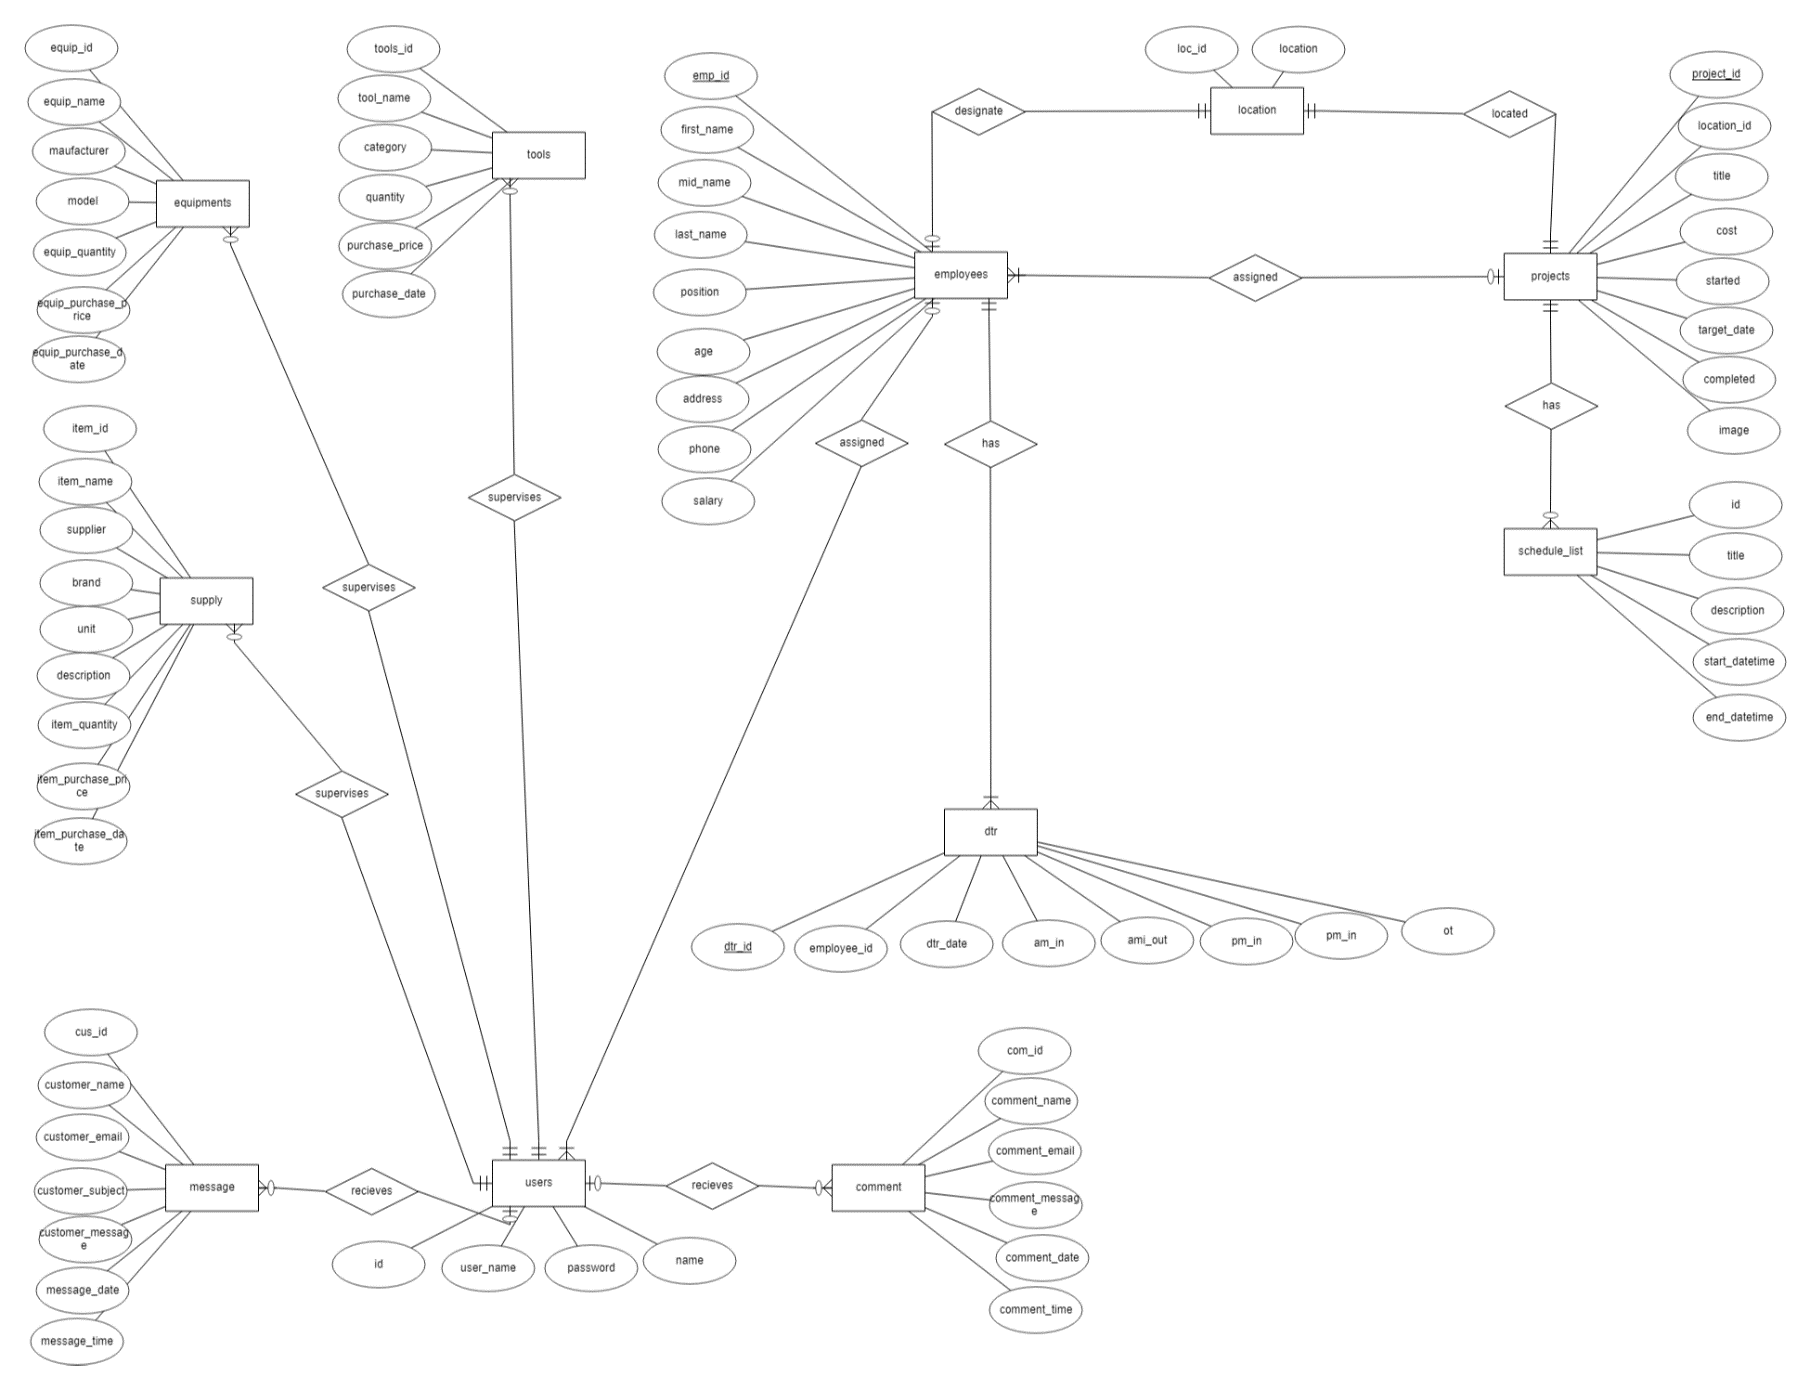 equip_id
equip_name
maufacturer
model
equip_quantity
equip_purchase_p
rice
equip_purchase_d
ate
equipments
tools_id
tool_name
category
quantity
purchase_price
purchase_date
tools
emp_id
first_name
mid_name
last_name
position
age
address
phone
salary
employees
designate
loc_id
location
location
located
assigned
project_id
location_id
title
cost
started
target_date
completed
image
projects
has
id
title
description
start_datetime
end_datetime
schedule_list
item_id
item_name
supplier
brand
unit
description
item_quantity
item_purchase_pri
ce
item_purchase_da
te
supply
supervises
supervises
supervises
assigned
has
dtr
dtr_id
employee_id
dtr_date
am_in
ami_out
pm_in
pm_in
ot
cus_id
customer_name
customer_email
customer_subject
customer_messag
e
message_date
message_time
message
recieves
users
id
user_name
password
name
recieves
comment
com_id
comment_name
comment_email
comment_messag
e
comment_date
comment_time